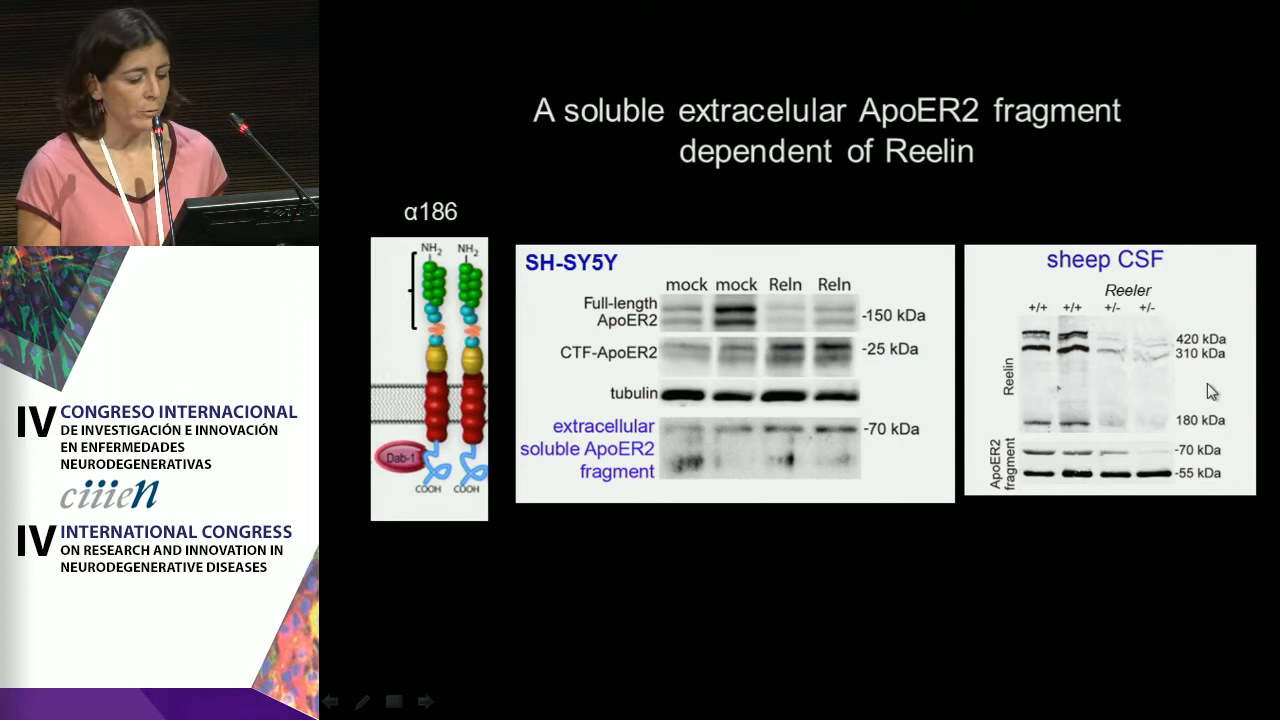 A soluble extracelular ApoER2 fragment
dependent of Reelin
α186
NH2 NH2
Dab-1
COOH COOH
SH-SY5Y
mock mock Reln Reln
Full-length
ApoER2
-150 kDa
CTF-ApoER2
-25 kDa
tubulin
extracellular
soluble ApoER2
fragment
-70 kDa
sheep CSF
Reeler
+/+ +/+ +/- +/-
Reelin
420 kDa
310 kDa
180 kDa
ApoER2
fragment
-70 kDa
-55 kDa
IV CONGRESO INTERNACIONAL
DE INVESTIGACIÓN E INNOVACIÓN
EN ENFERMEDADES
NEURODEGENERATIVAS
ciiien
IV INTERNATIONAL CONGRESS
ON RESEARCH AND INNOVATION IN
NEURODEGENERATIVE DISEASES